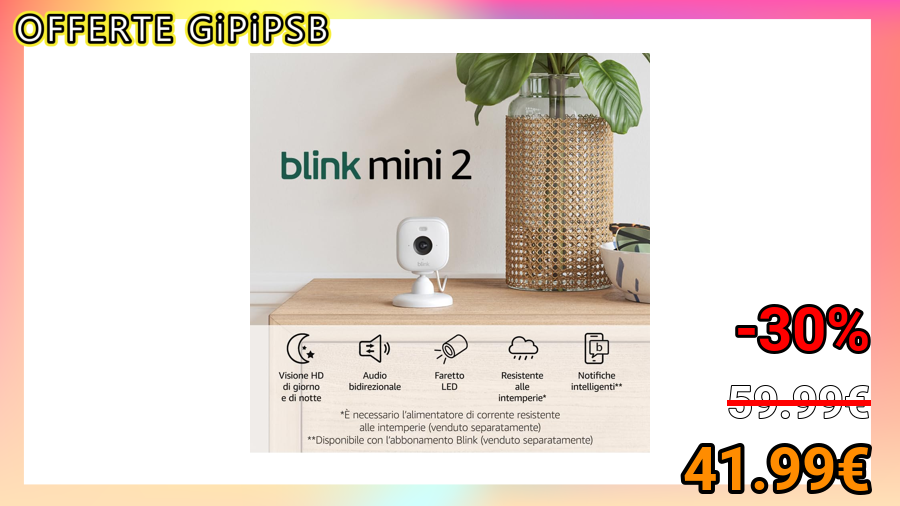 OFFERTE GiPiPSB
blink mini 2
blink
Visione HD
di giorno
e di notte
Audio
bidirezionale
Faretto
LED
Resistente
alle
intemperie*
b
Notifiche
intelligenti**
*È necessario l'alimentatore di corrente resistente
alle intemperie (venduto separatamente)
**Disponibile con l'abbonamento Blink (venduto separatamente)
-30%
59.99€
41.99€